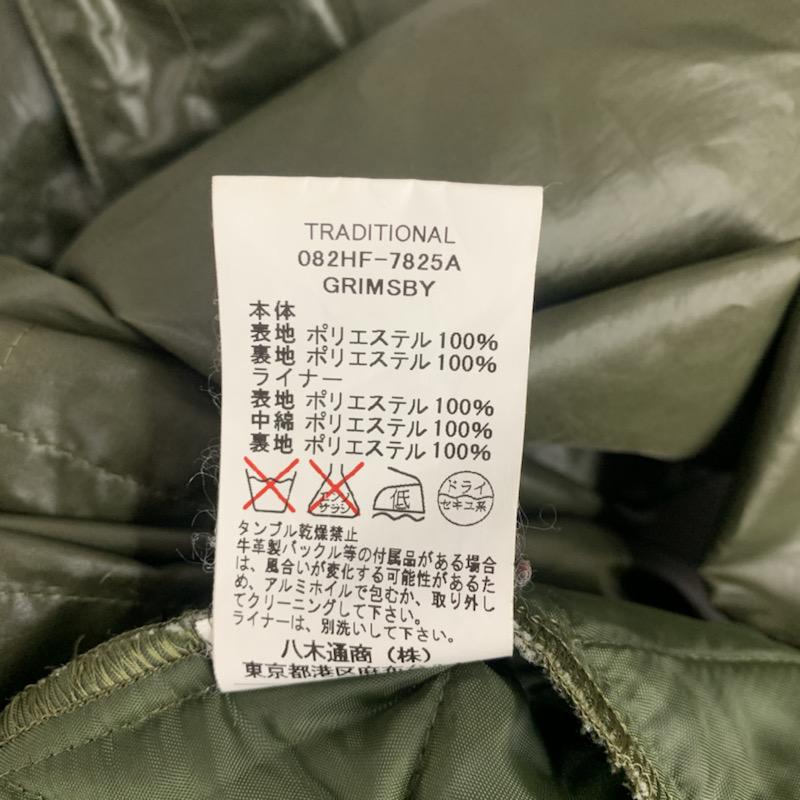 TRADITIONAL
082HF-7825A
GRIMSBY
本体
表地 ポリエステル 100%
裏地 ポリエステル 100%
ライナー
表地 ポリエステル 100%
中綿 ポリエステル 100%
裏地 ポリエステル 100%
エンソサラシ 低 ドライ セキユ系
タンブル乾燥禁止
牛革製バックル等の付属品がある場合
は、風合いが変化する可能性があるた
め、アルミホイルで包むか、取り外し
てクリーニングして下さい。
ライナーは、別洗いして下さい。
八木通商(株)
東京都港区麻布